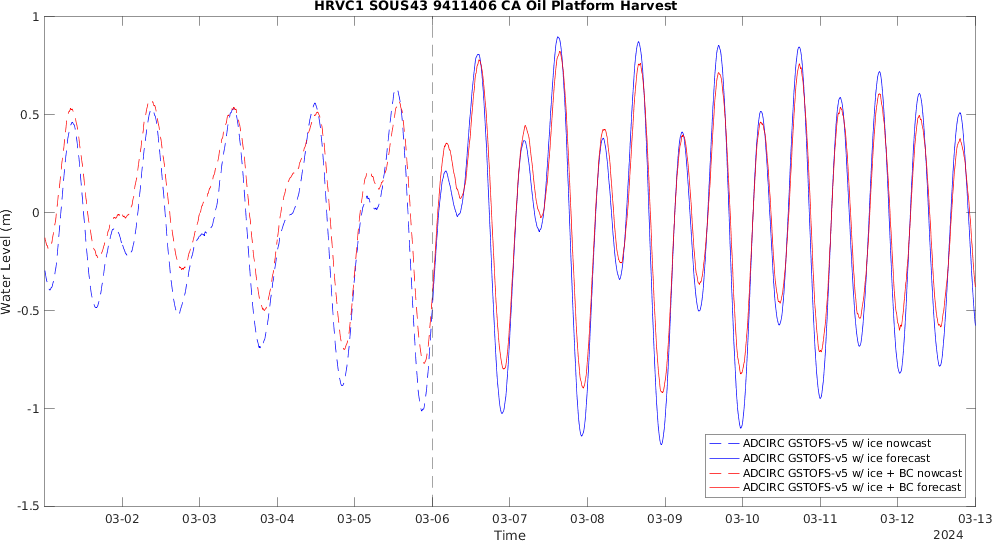 HRVC1 SOUS43 9411406 CA Oil Platform Harvest
1
0.5
0
-0.5
-1
-1.5
Water Level (m)
03-02 03-03 03-04 03-05 03-06 03-07 03-08 03-09 03-10 03-11 03-12 03-13
Time
2024
ADCIRC GSTOFS-v5 w/ ice nowcast
ADCIRC GSTOFS-v5 w/ ice forecast
ADCIRC GSTOFS-v5 w/ ice + BC nowcast
ADCIRC GSTOFS-v5 w/ ice + BC forecast